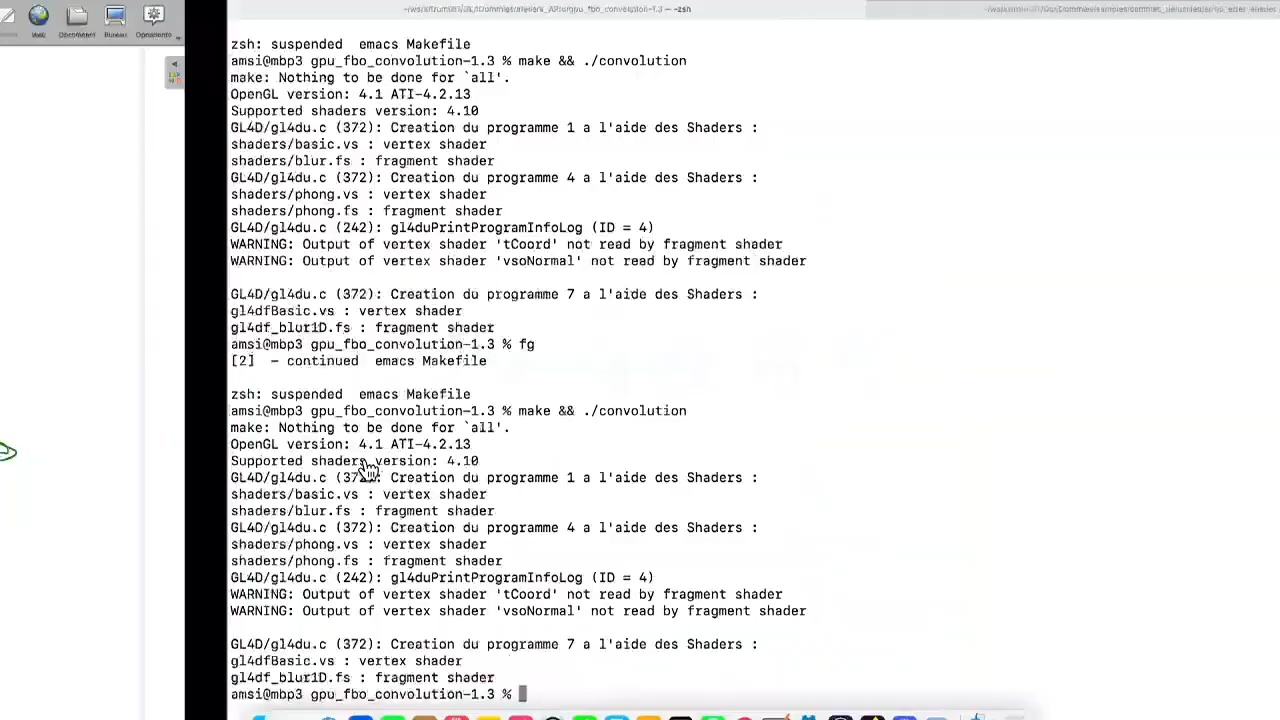 Web
Bureau
zsh: suspended  emacs Makefile
amsi@mbp3 gpu_fbo_convolution-1.3 % make && ./convolution
make: Nothing to be done for `all'.
OpenGL version: 4.1 ATI-4.2.13
Supported shaders version: 4.10
GL4D/gl4du.c (372): Creation du programme 1 a l'aide des Shaders :
shaders/basic.vs : vertex shader
shaders/blur.fs : fragment shader
GL4D/gl4du.c (372): Creation du programme 4 a l'aide des Shaders :
shaders/phong.vs : vertex shader
shaders/phong.fs : fragment shader
GL4D/gl4du.c (242): gl4duPrintProgramInfoLog (ID = 4)
WARNING: Output of vertex shader 'tCoord' not read by fragment shader
WARNING: Output of vertex shader 'vsoNormal' not read by fragment shader
GL4D/gl4du.c (372): Creation du programme 7 a l'aide des Shaders :
gl4dfBasic.vs : vertex shader
gl4df_blur1D.fs : fragment shader
amsi@mbp3 gpu_fbo_convolution-1.3 % fg
[2]  - continued  emacs Makefile
zsh: suspended  emacs Makefile
amsi@mbp3 gpu_fbo_convolution-1.3 % make && ./convolution
make: Nothing to be done for `all'.
OpenGL version: 4.1 ATI-4.2.13
Supported shaders version: 4.10
GL4D/gl4du.c (372): Creation du programme 1 a l'aide des Shaders :
shaders/basic.vs : vertex shader
shaders/blur.fs : fragment shader
GL4D/gl4du.c (372): Creation du programme 4 a l'aide des Shaders :
shaders/phong.vs : vertex shader
shaders/phong.fs : fragment shader
GL4D/gl4du.c (242): gl4duPrintProgramInfoLog (ID = 4)
WARNING: Output of vertex shader 'tCoord' not read by fragment shader
WARNING: Output of vertex shader 'vsoNormal' not read by fragment shader
GL4D/gl4du.c (372): Creation du programme 7 a l'aide des Shaders :
gl4dfBasic.vs : vertex shader
gl4df_blur1D.fs : fragment shader
amsi@mbp3 gpu_fbo_convolution-1.3 %